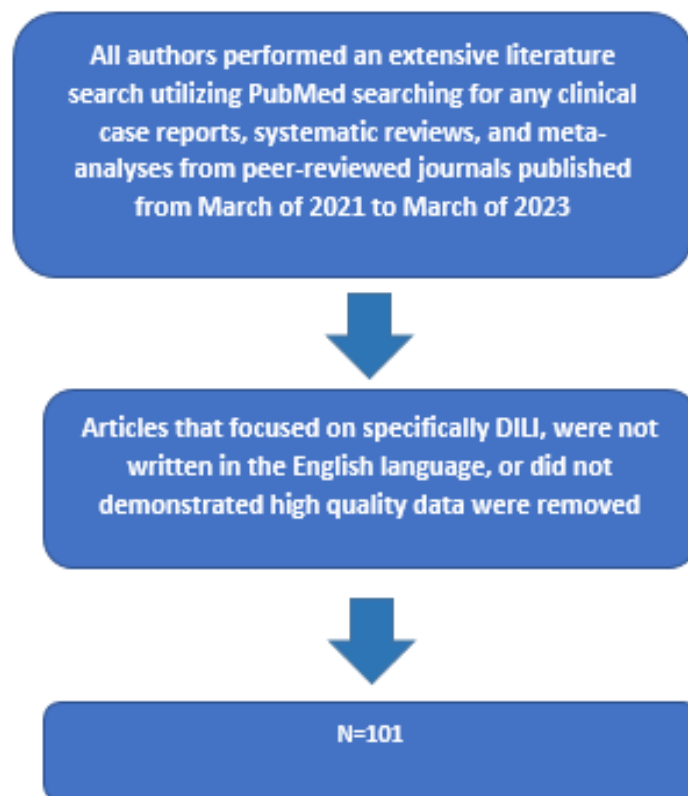 All authors performed an extensive literature
search utilizing PubMed searching for any clinical
case reports, systematic reviews, and meta-
analyses from peer-reviewed journals published
from March of 2021 to March of 2023
Articles that focused on specifically DILI, were not
written in the English language, or did not
demonstrated high quality data were removed
N=101